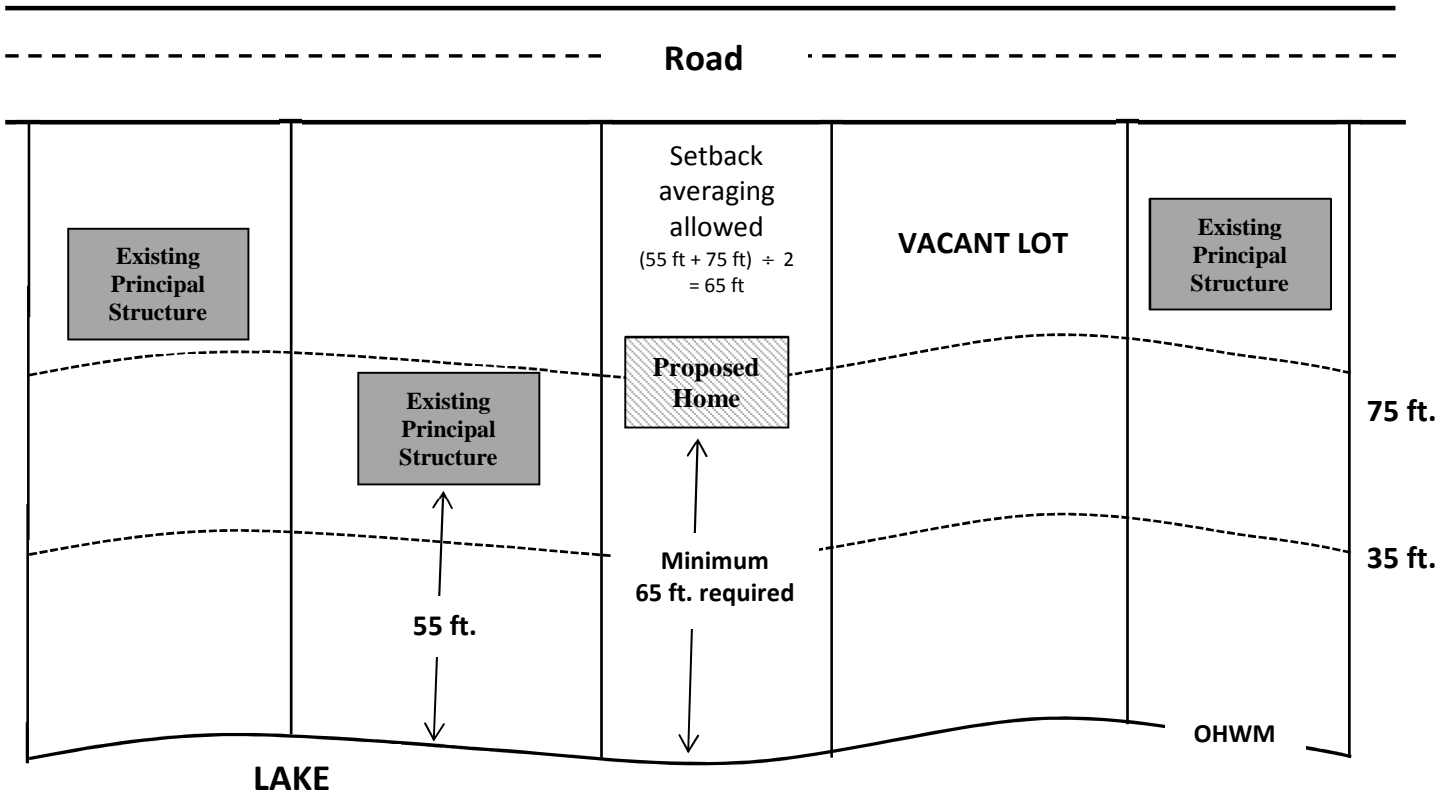 Road
Setback
averaging
allowed
(55 ft + 75 ft) ÷ 2
= 65 ft
VACANT LOT
Existing
Principal
Structure
Existing
Principal
Structure
Proposed
Home
Existing
Principal
Structure
75 ft.
35 ft.
Minimum
65 ft. required
55 ft.
OHWM
LAKE